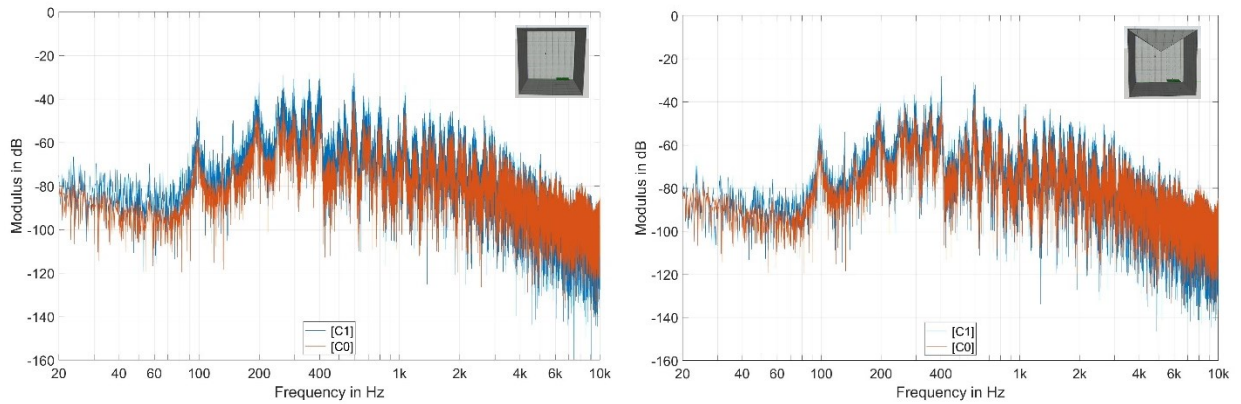 0
-20
-40
-60
-80
-100
-120
-140
-160
Modulus in dB
[C1]
[C0]
20 40 60 100 200 400 600 1k 2k 4k 6k 10k
Frequency in Hz
0
-20
-40
-60
-80
-100
-120
-140
-160
Modulus in dB
[C1]
[C0]
20 40 60 100 200 400 1k 2k 4k 6k 10k
Frequency in Hz